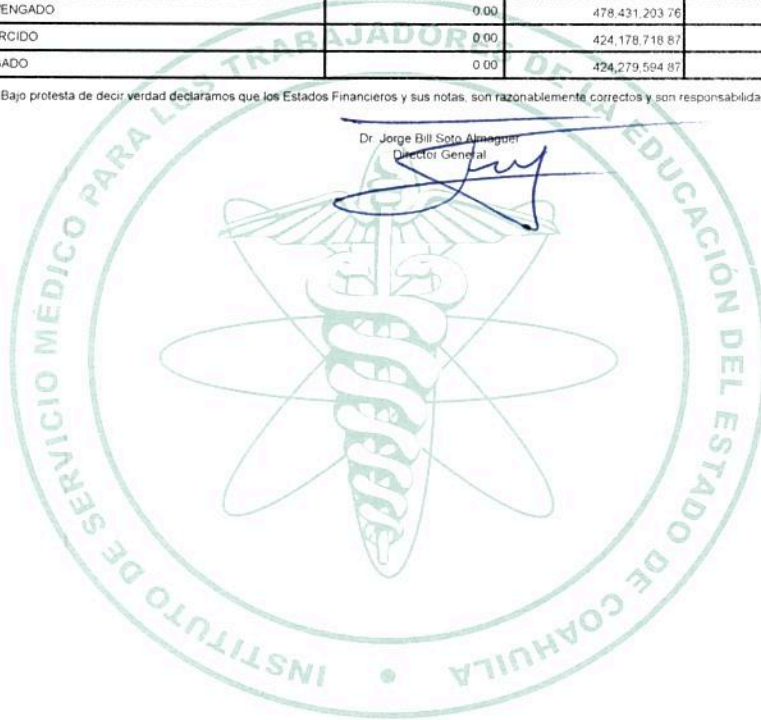 ENGADO 0.00 478,431,203.76
RCIDO 0.00 424,178,718.87
ADO 0.00 424,279,594.87
Bajo protesta de decir verdad declaramos que los Estados Financieros y sus notas, son razonablemente correctos y son responsabilida
Dr. Jorge Bill Soto Almaguer
Director General
INSTITUTO DE SERVICIO MÉDICO PARA LOS TRABAJADORES DE LA EDUCACIÓN DEL ESTADO DE COAHUILA